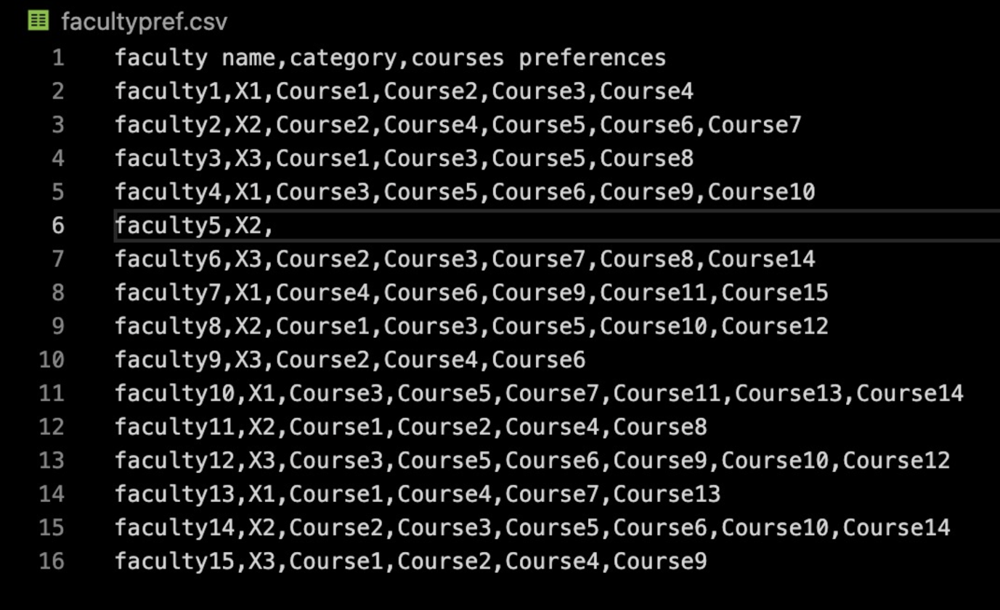 facultypref.csv
1 faculty name,category,courses preferences
2 faculty1,X1,Course1,Course2,Course3,Course4
3 faculty2,X2,Course2,Course4,Course5,Course6,Course7
4 faculty3,X3,Course1,Course3,Course5,Course8
5 faculty4,X1,Course3,Course5,Course6,Course9,Course10
6 faculty5,X2,
7 faculty6,X3,Course2,Course3,Course7,Course8,Course14
8 faculty7,X1,Course4,Course6,Course9,Course11,Course15
9 faculty8,X2,Course1,Course3,Course5,Course10,Course12
10 faculty9,X3,Course2,Course4,Course6
11 faculty10,X1,Course3,Course5,Course7,Course11,Course13,Course14
12 faculty11,X2,Course1,Course2,Course4,Course8
13 faculty12,X3,Course3,Course5,Course6,Course9,Course10,Course12
14 faculty13,X1,Course1,Course4,Course7,Course13
15 faculty14,X2,Course2,Course3,Course5,Course6,Course10,Course14
16 faculty15,X3,Course1,Course2,Course4,Course9